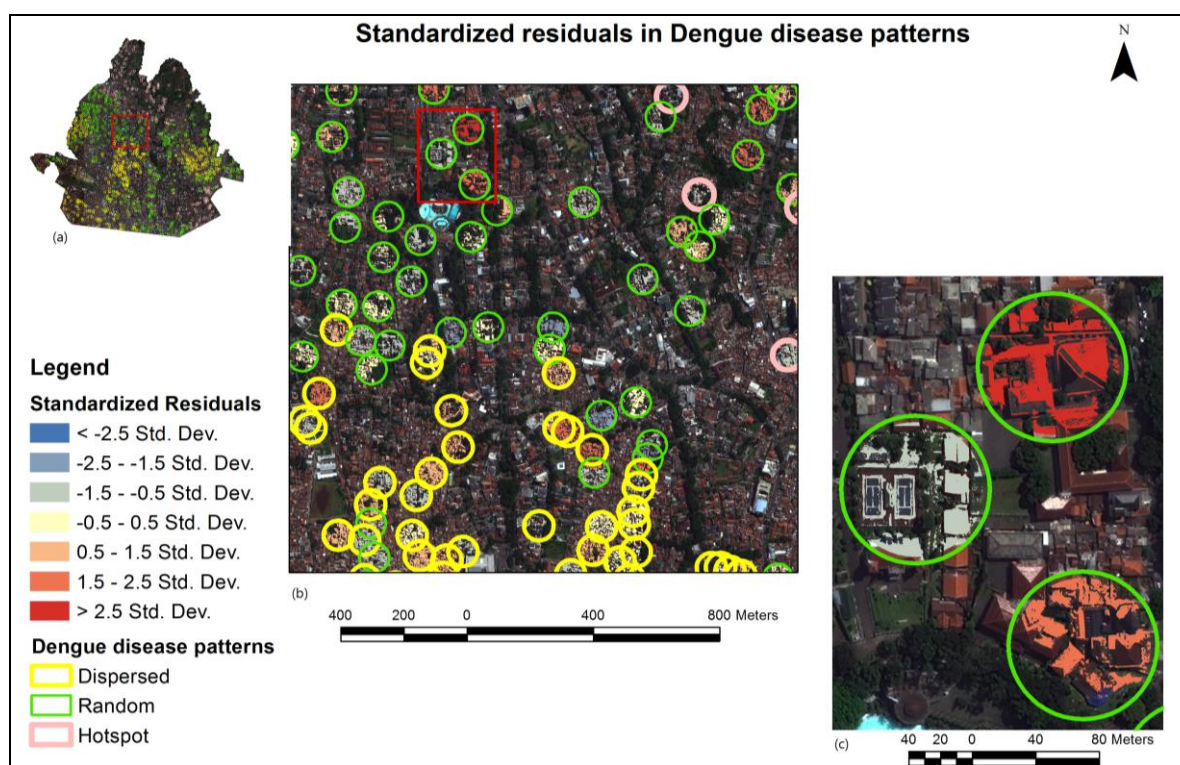 Standardized residuals in Dengue disease patterns
N
(a)
Legend
Standardized Residuals
< -2.5 Std. Dev.
-2.5 - -1.5 Std. Dev.
-1.5 - -0.5 Std. Dev.
-0.5 - 0.5 Std. Dev.
0.5 - 1.5 Std. Dev.
1.5 - 2.5 Std. Dev.
> 2.5 Std. Dev.
Dengue disease patterns
Dispersed
Random
Hotspot
(b)
400 200 0 400 800 Meters
(c)
40 20 0 40 80 Meters